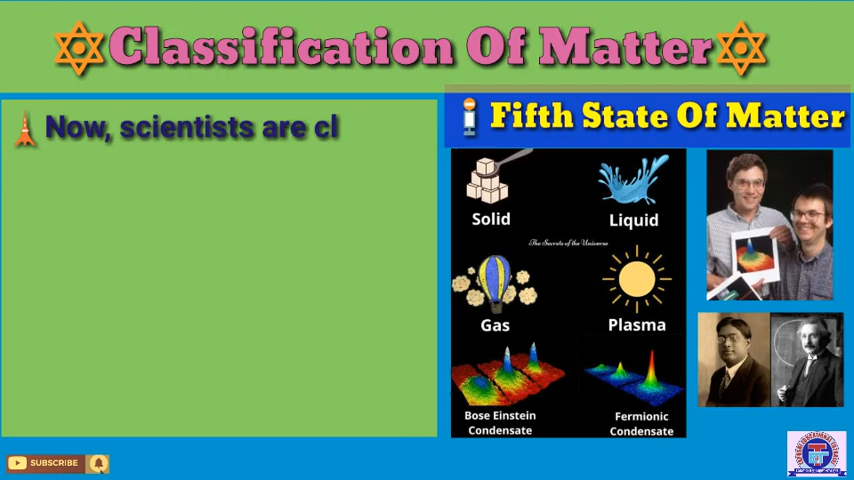 Classification Of Matter
Now, scientists are cl
Fifth State Of Matter
Solid
Liquid
The Secrets of the Universe
Gas
Plasma
Bose Einstein
Condensate
Fermionic
Condensate
SUBSCRIBE